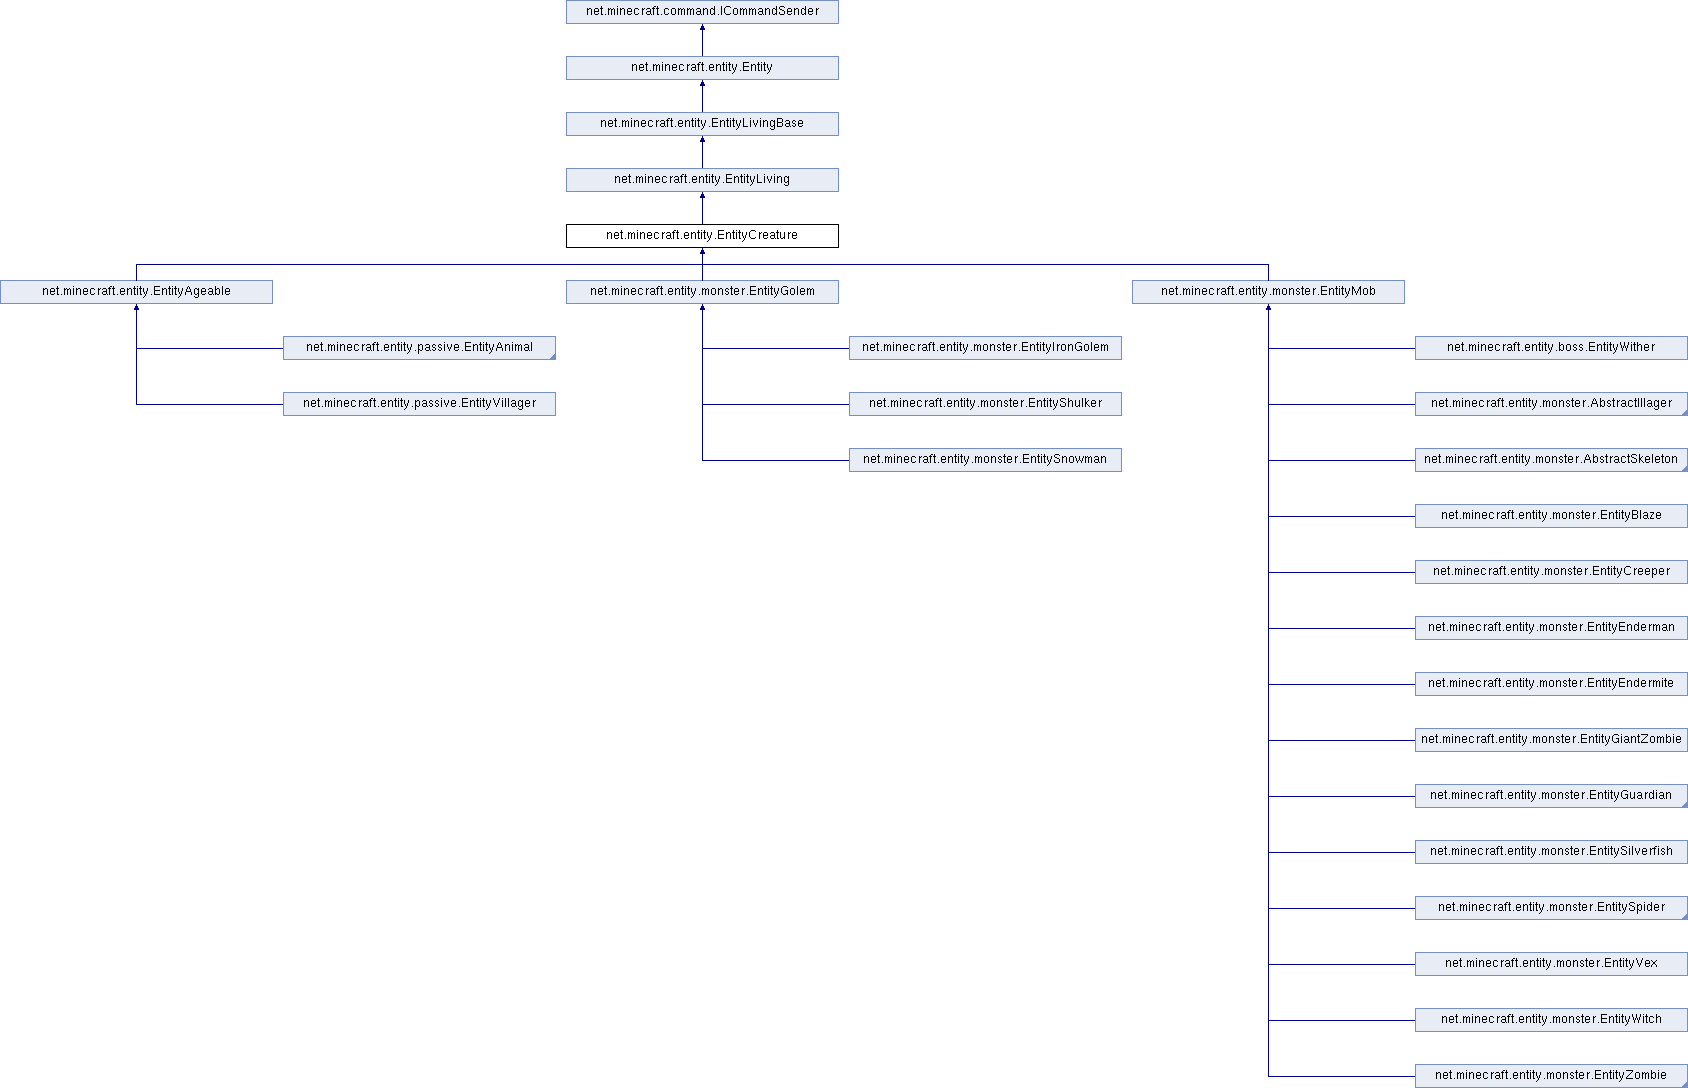 net.minecraft.command.ICommandSender
net.minecraft.entity.Entity
net.minecraft.entity.EntityLivingBase
net.minecraft.entity.EntityLiving
net.minecraft.entity.EntityCreature
net.minecraft.entity.EntityAgeable
net.minecraft.entity.monster.EntityGolem
net.minecraft.entity.monster.EntityMob
net.minecraft.entity.passive.EntityAnimal
net.minecraft.entity.monster.EntityIronGolem
net.minecraft.entity.boss.EntityWither
net.minecraft.entity.passive.EntityVillager
net.minecraft.entity.monster.EntityShulker
net.minecraft.entity.monster.AbstractIllager
net.minecraft.entity.monster.EntitySnowman
net.minecraft.entity.monster.AbstractSkeleton
net.minecraft.entity.monster.EntityBlaze
net.minecraft.entity.monster.EntityCreeper
net.minecraft.entity.monster.EntityEnderman
net.minecraft.entity.monster.EntityEndermite
net.minecraft.entity.monster.EntityGiantZombie
net.minecraft.entity.monster.EntityGuardian
net.minecraft.entity.monster.EntitySilverfish
net.minecraft.entity.monster.EntitySpider
net.minecraft.entity.monster.EntityVex
net.minecraft.entity.monster.EntityWitch
net.minecraft.entity.monster.EntityZombie